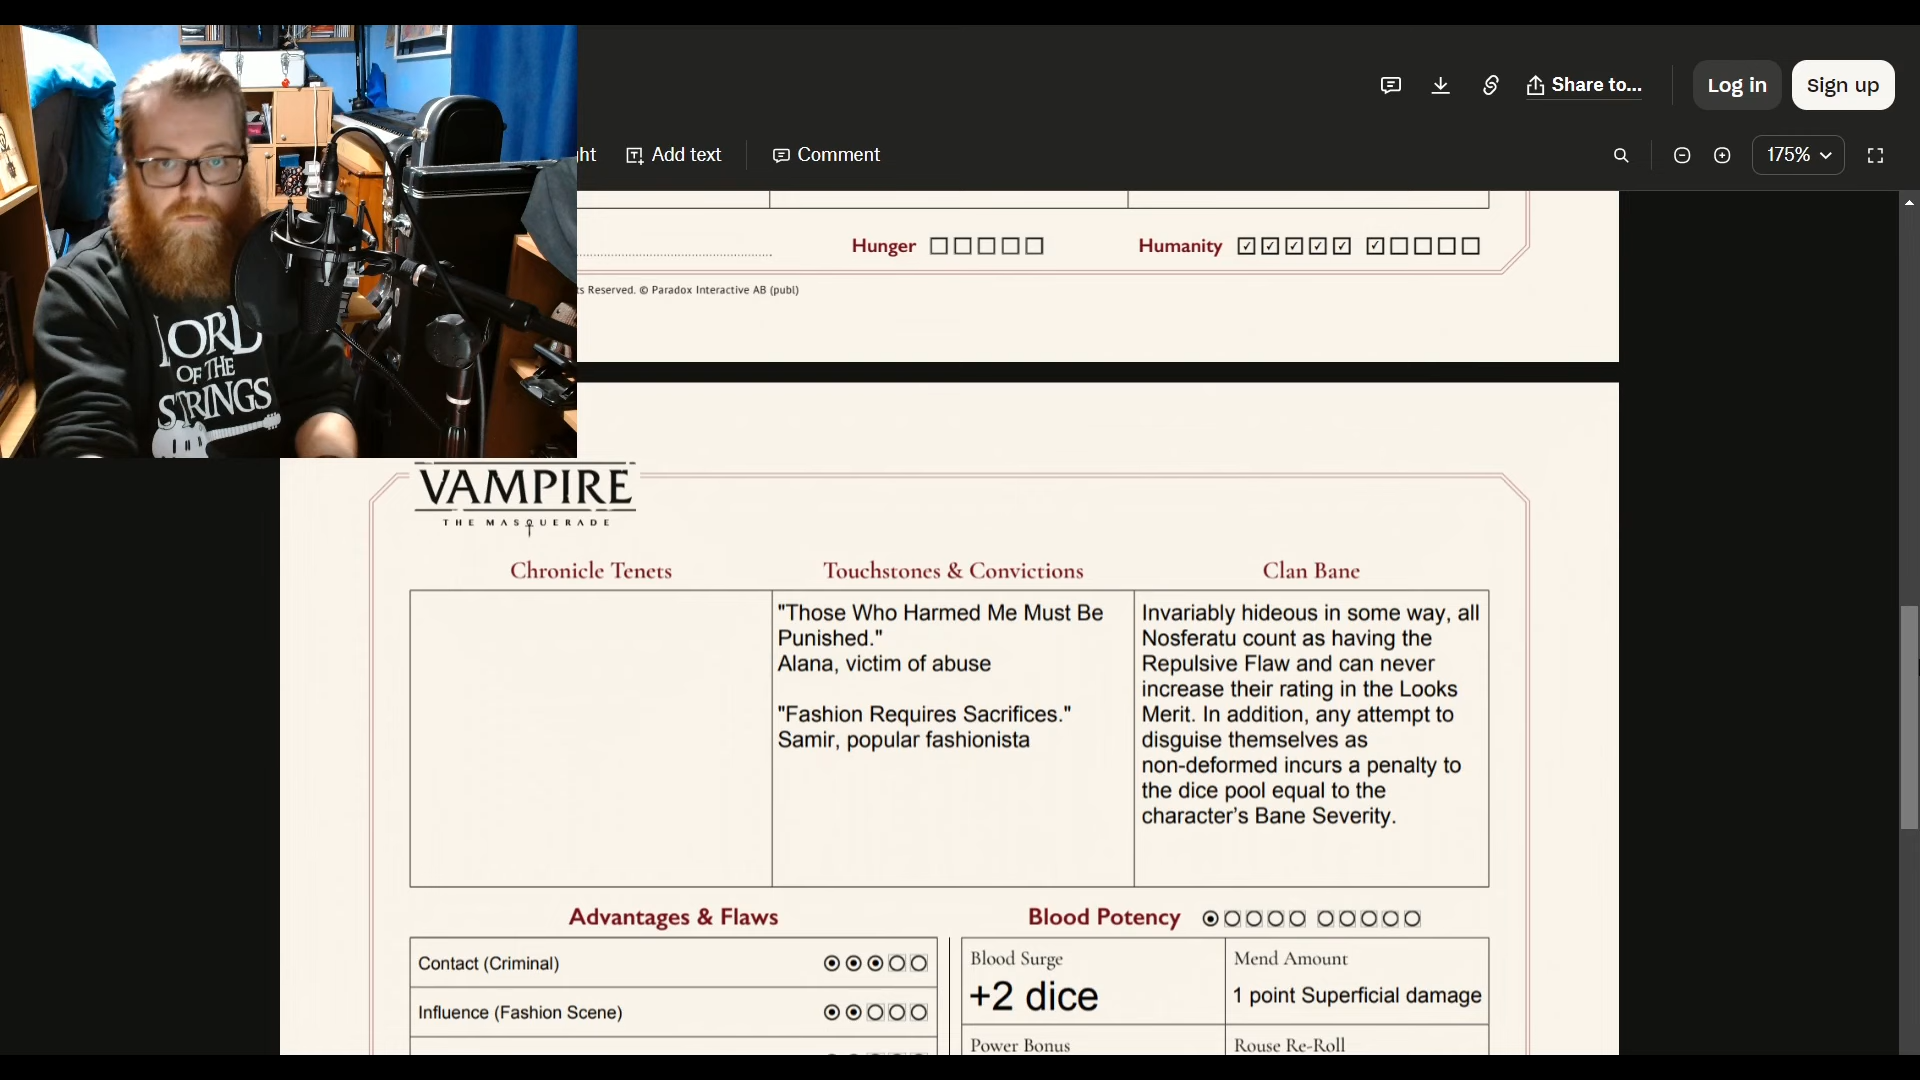 Share to...
Log in
Sign up
ht
Add text
Comment
175%
Hunger
Humanity
ts Reserved. © Paradox Interactive AB (publ)
LORD
OF THE
STRINGS
VAMPIRE
THE MASQUERADE
Chronicle Tenets
Touchstones & Convictions
Clan Bane
"Those Who Harmed Me Must Be
Punished."
Alana, victim of abuse
"Fashion Requires Sacrifices."
Samir, popular fashionista
Invariably hideous in some way, all
Nosferatu count as having the
Repulsive Flaw and can never
increase their rating in the Looks
Merit. In addition, any attempt to
disguise themselves as
non-deformed incurs a penalty to
the dice pool equal to the
character's Bane Severity.
Advantages & Flaws
Blood Potency
Contact (Criminal)
Influence (Fashion Scene)
Blood Surge
+2 dice
Mend Amount
1 point Superficial damage
Power Bonus
Rouse Re-Roll